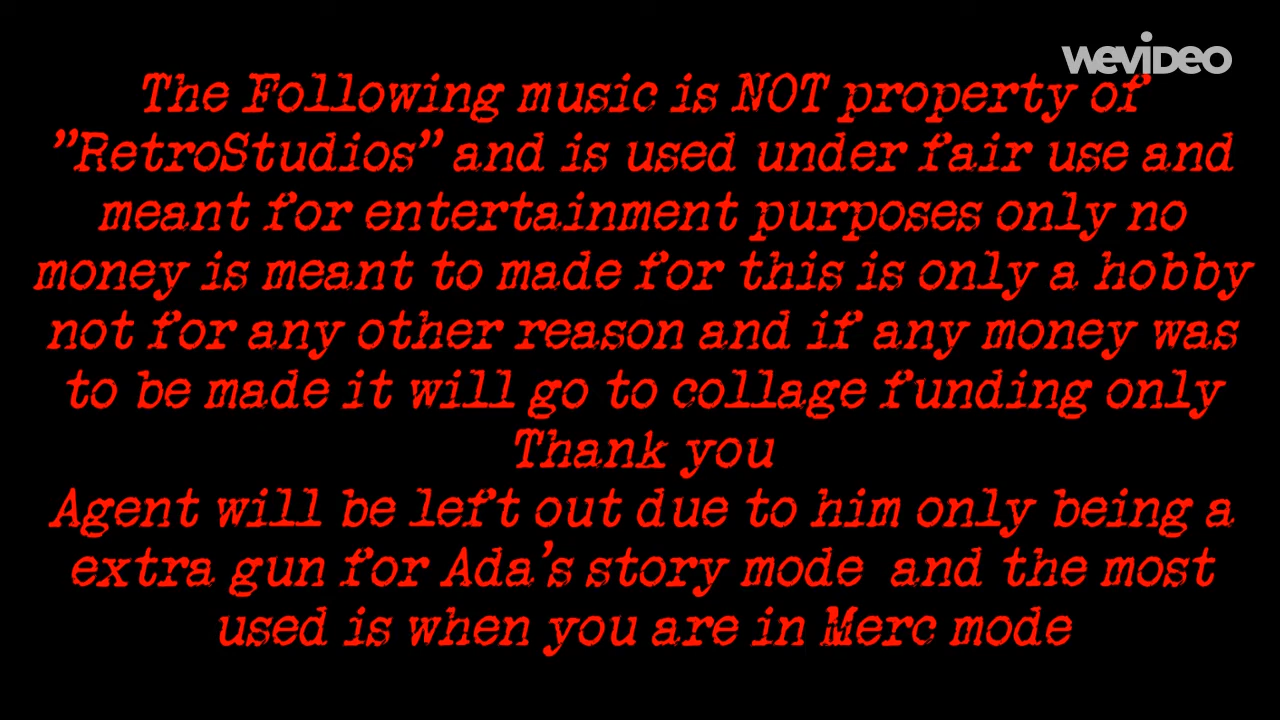 wevideo
The Following music is NOT property of
"RetroStudios" and is used under fair use and
meant for entertainment purposes only no
money is meant to made for this is only a hobby
not for any other reason and if any money was
to be made it will go to collage funding only
Thank you
Agent will be left out due to him only being a
extra gun for Ada's story mode and the most
used is when you are in Merc mode